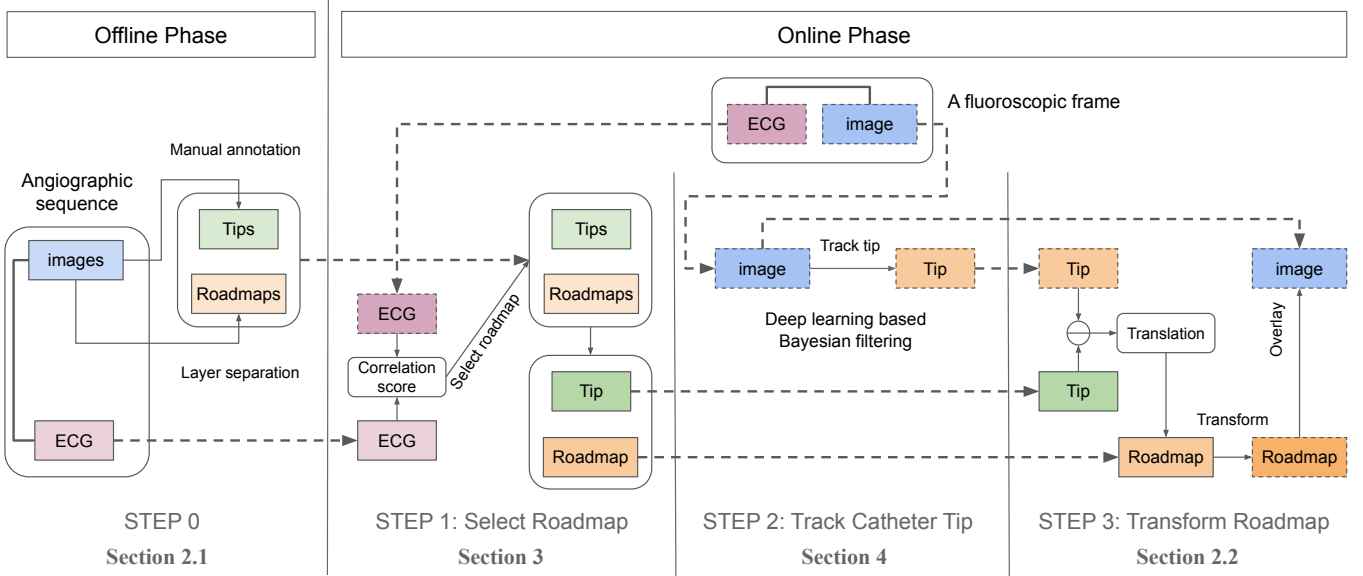 Offline Phase
Online Phase
A fluoroscopic frame
ECG
image
Manual annotation
Angiographic
sequence
images
Tips
Roadmaps
Layer separation
ECG
ECG
Correlation
score
ECG
Select roadmap
Tips
Roadmaps
Tip
Roadmap
image
Track tip
Tip
Deep learning based
Bayesian filtering
Tip
Translation
Tip
Transform
Roadmap
Roadmap
image
Overlay
STEP 0
Section 2.1
STEP 1: Select Roadmap
Section 3
STEP 2: Track Catheter Tip
Section 4
STEP 3: Transform Roadmap
Section 2.2